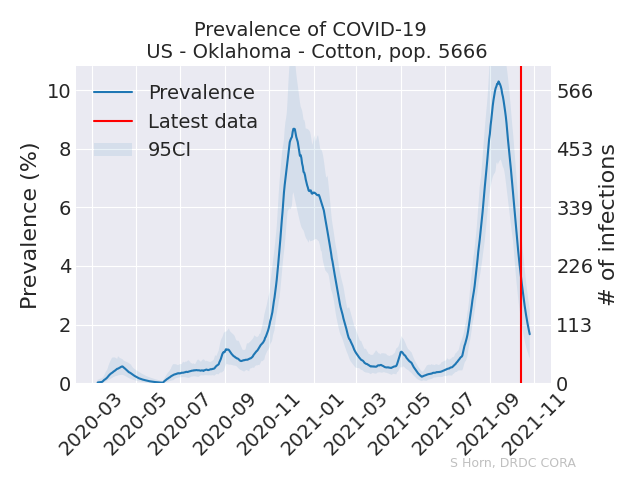 Prevalence of COVID-19
US - Oklahoma - Cotton, pop. 5666
Prevalence
Latest data
95CI
Prevalence (%)
10
8
6
4
2
0
# of infections
566
453
339
226
113
0
2020-03
2020-05
2020-07
2020-09
2020-11
2021-01
2021-03
2021-05
2021-07
2021-09
2021-11
S Horn, DRDC CORA